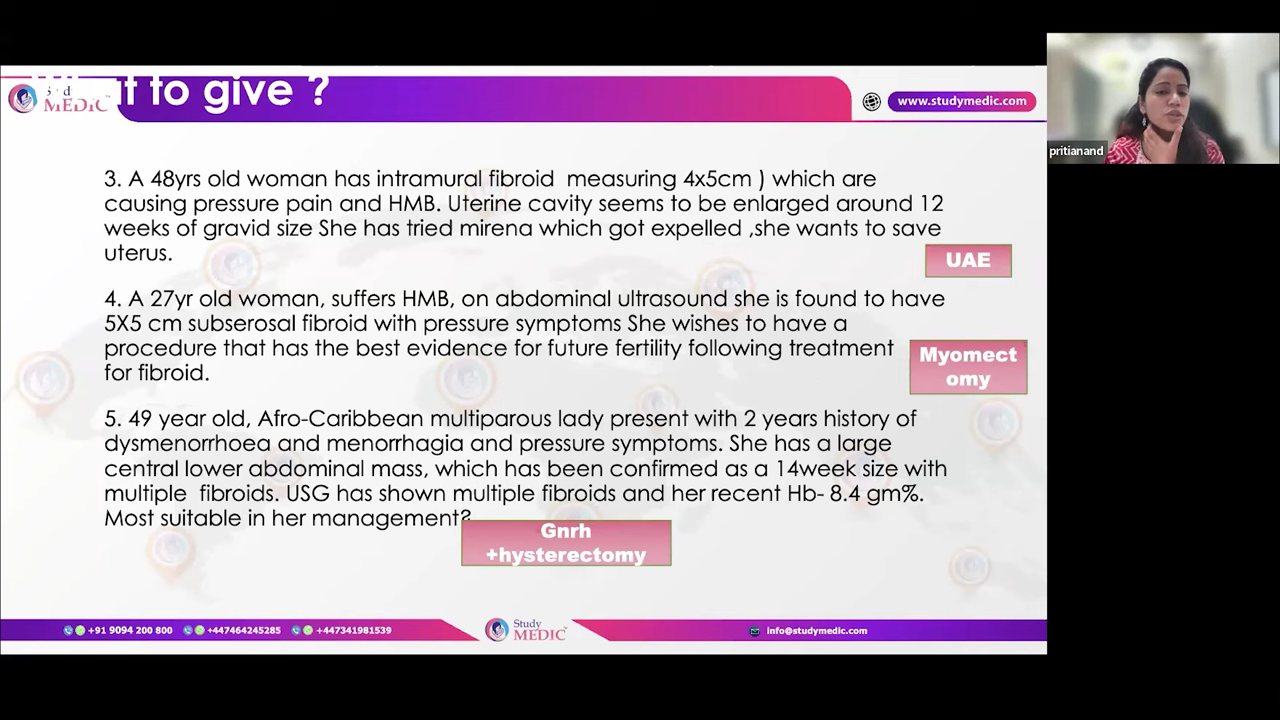 t to give ?
Study
MEDIC
www.studymedic.com
pritianand
3. A 48yrs old woman has intramural fibroid measuring 4x5cm ) which are
causing pressure pain and HMB. Uterine cavity seems to be enlarged around 12
weeks of gravid size She has tried mirena which got expelled ,she wants to save
uterus.
UAE
4. A 27yr old woman, suffers HMB, on abdominal ultrasound she is found to have
5X5 cm subserosal fibroid with pressure symptoms She wishes to have a
procedure that has the best evidence for future fertility following treatment
for fibroid.
Myomect
omy
5. 49 year old, Afro-Caribbean multiparous lady present with 2 years history of
dysmenorrhoea and menorrhagia and pressure symptoms. She has a large
central lower abdominal mass, which has been confirmed as a 14week size with
multiple fibroids. USG has shown multiple fibroids and her recent Hb- 8.4 gm%.
Most suitable in her management?
Gnrh
+hysterectomy
+91 9094 200 800 +447464245285 +447341981539
Study
MEDIC
info@studymedic.com